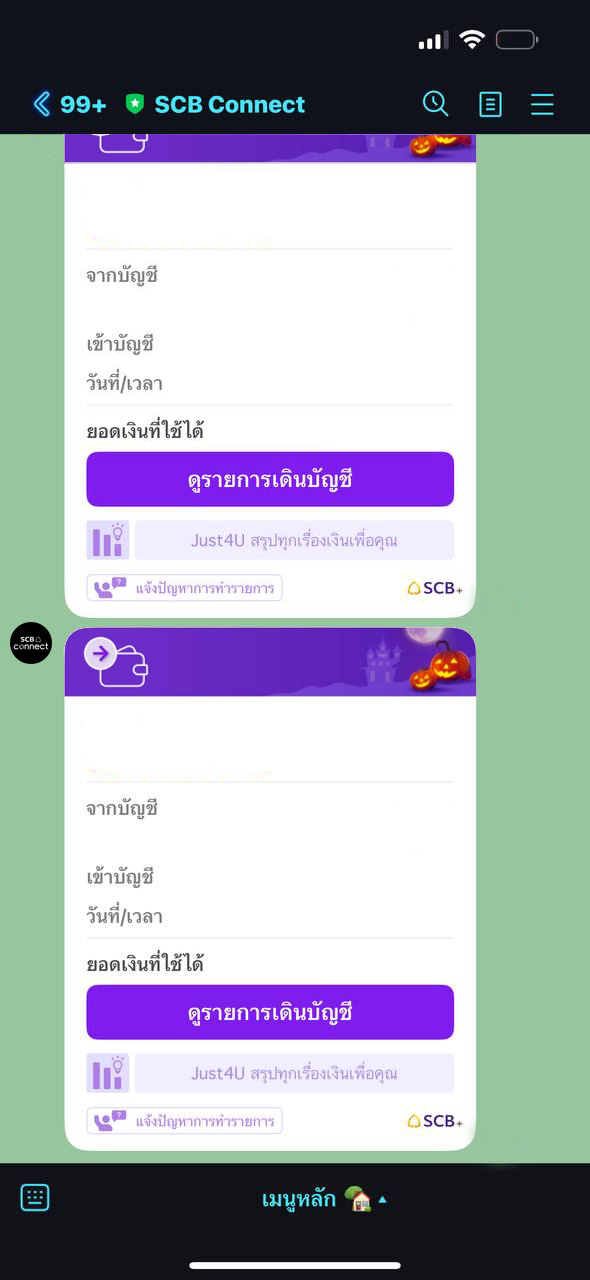 99+ SCB Connect
จากบัญชี
เข้าบัญชี
วันที่/เวลา
ยอดเงินที่ใช้ได้
ดูรายการเดินบัญชี
Just4U สรุปทุกเรื่องเงินเพื่อคุณ
? แจ้งปัญหาการทำรายการ SCB+
SCB
connect
จากบัญชี
เข้าบัญชี
วันที่/เวลา
ยอดเงินที่ใช้ได้
ดูรายการเดินบัญชี
Just4U สรุปทุกเรื่องเงินเพื่อคุณ
? แจ้งปัญหาการทำรายการ SCB+
เมนูหลัก